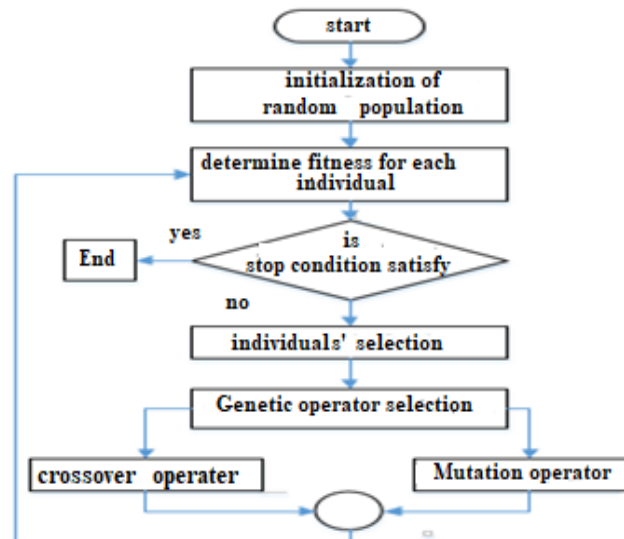 start
initialization of
random population
determine fitness for each
individual
yes
is
End
stop condition satisfy
no
individuals' selection
Genetic operator selection
crossover operater
Mutation operator